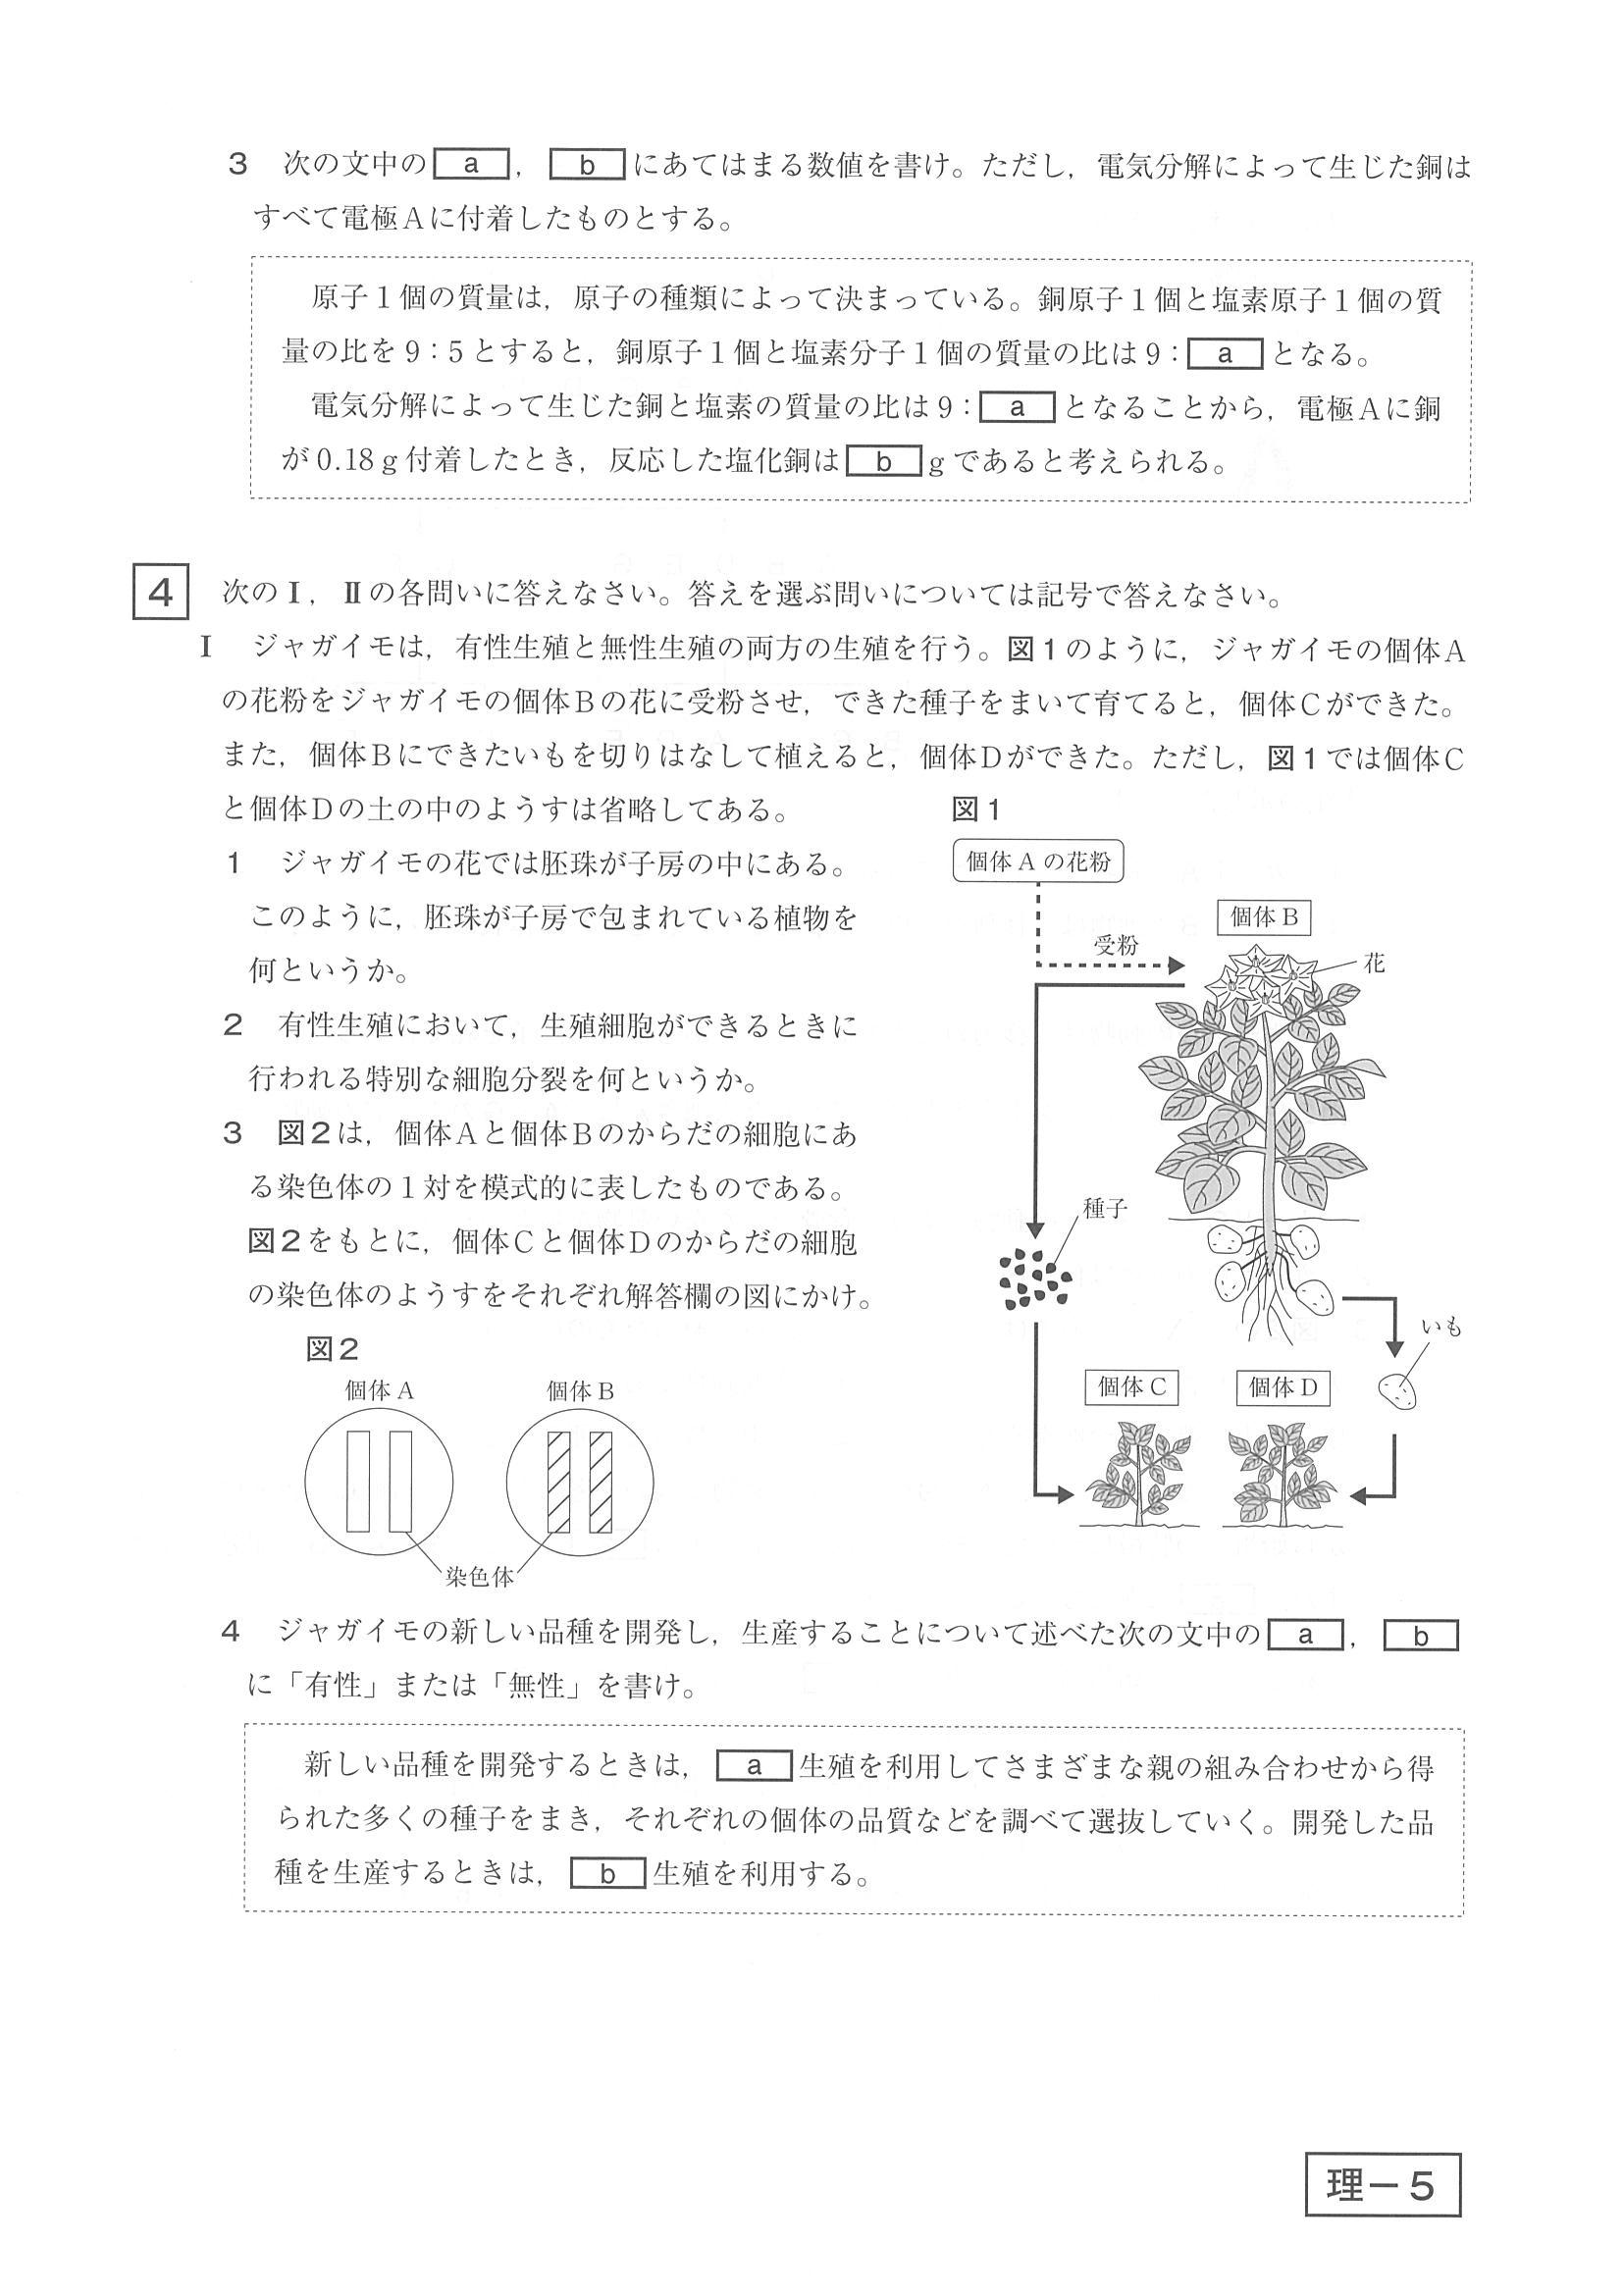 3　次の文中の a ， b にあてはまる数値を書け。ただし，電気分解によって生じた銅は
すべて電極Ａに付着したものとする。
原子１個の質量は，原子の種類によって決まっている。銅原子１個と塩素原子１個の質
量の比を９：５とすると，銅原子１個と塩素分子１個の質量の比は９： a となる。
電気分解によって生じた銅と塩素の質量の比は９： a となることから，電極Ａに銅
が0.18ｇ付着したとき，反応した塩化銅は b ｇであると考えられる。
4　次のⅠ，Ⅱの各問いに答えなさい。答えを選ぶ問いについては記号で答えなさい。
Ⅰ　ジャガイモは，有性生殖と無性生殖の両方の生殖を行う。図１のように，ジャガイモの個体Ａ
の花粉をジャガイモの個体Ｂの花に受粉させ，できた種子をまいて育てると，個体Ｃができた。
また，個体Ｂにできたいもを切りはなして植えると，個体Ｄができた。ただし，図１では個体Ｃ
と個体Ｄの土の中のようすは省略してある。
1　ジャガイモの花では胚珠が子房の中にある。
このように，胚珠が子房で包まれている植物を
何というか。
2　有性生殖において，生殖細胞ができるときに
行われる特別な細胞分裂を何というか。
3　図２は，個体Ａと個体Ｂのからだの細胞にあ
る染色体の１対を模式的に表したものである。
図２をもとに，個体Ｃと個体Ｄのからだの細胞
の染色体のようすをそれぞれ解答欄の図にかけ。
図２
個体Ａ
個体Ｂ
染色体
図１
個体Ａの花粉
個体Ｂ
受粉
花
種子
いも
個体Ｃ
個体Ｄ
4　ジャガイモの新しい品種を開発し，生産することについて述べた次の文中の a ， b
に「有性」または「無性」を書け。
新しい品種を開発するときは， a 生殖を利用してさまざまな親の組み合わせから得
られた多くの種子をまき，それぞれの個体の品質などを調べて選抜していく。開発した品
種を生産するときは， b 生殖を利用する。
理－５